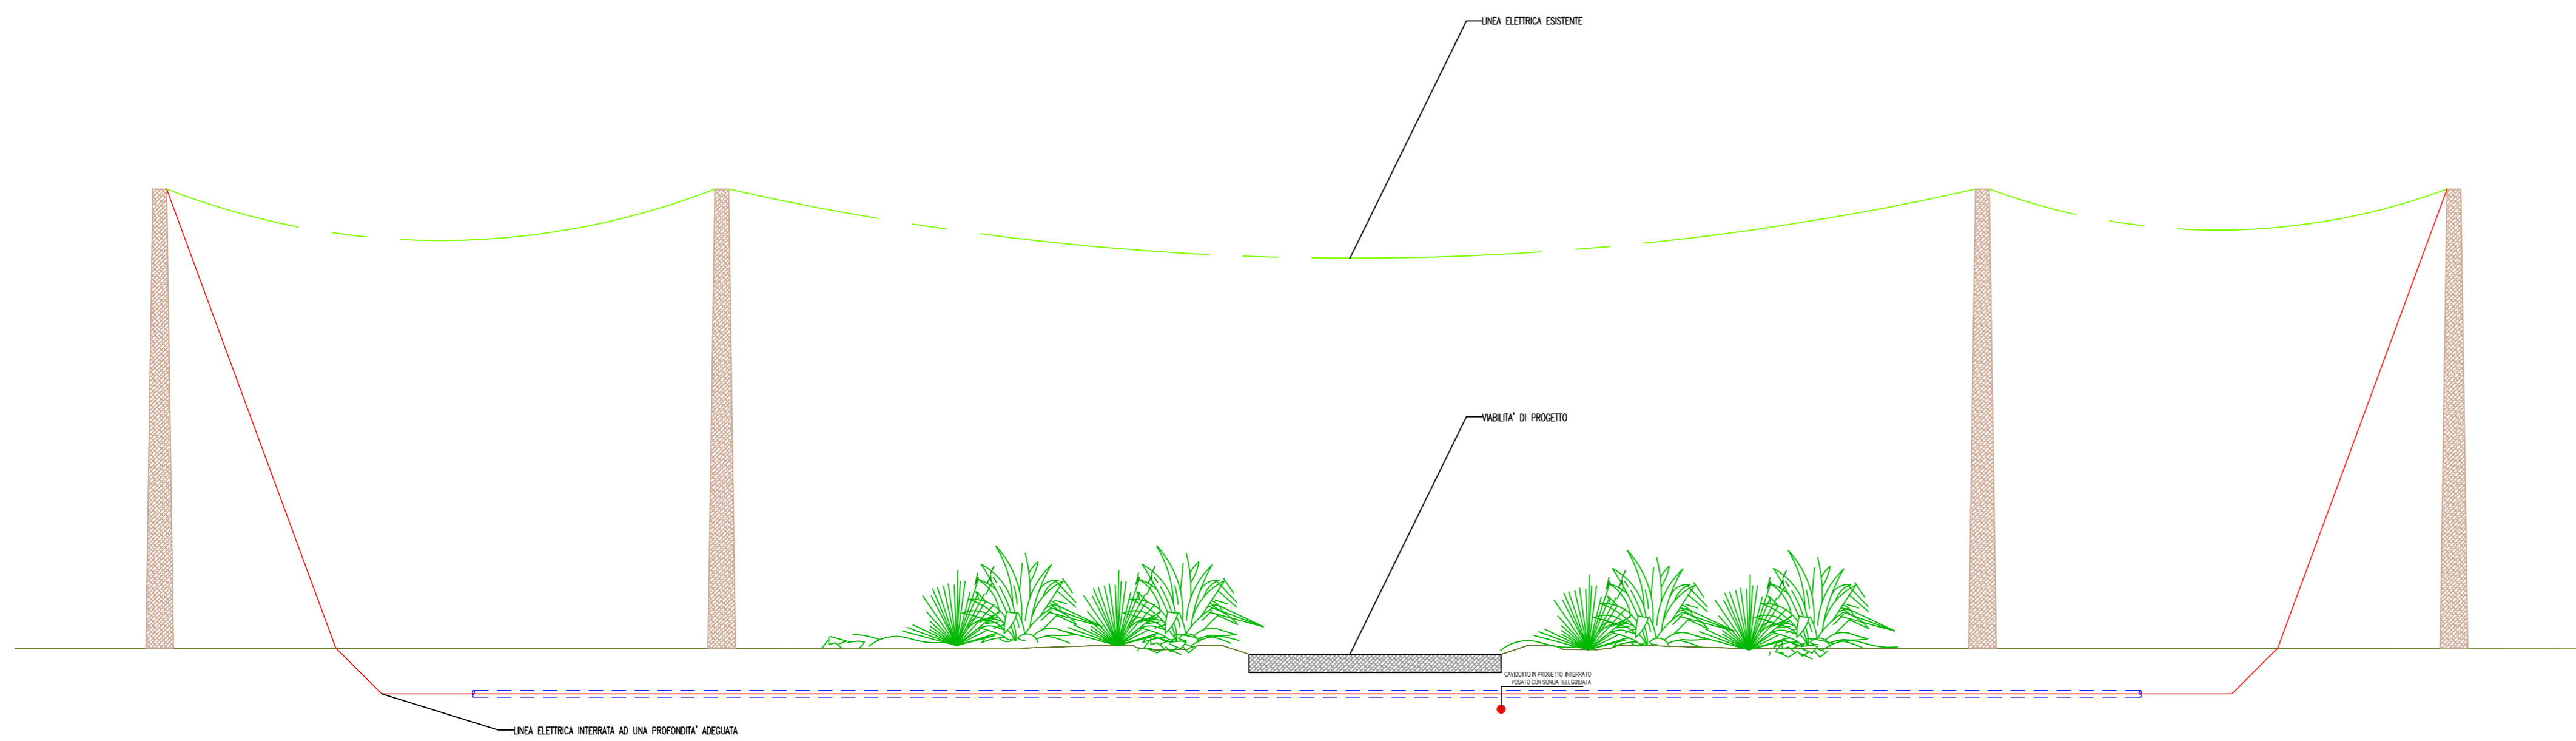 LINEA ELETTRICA ESISTENTE
VIABILITA' DI PROGETTO
CAVIDOTTO IN PROGETTO INTERRATO
POSATO CON SONDA TELEGUIDATA
LINEA ELETTRICA INTERRATA AD UNA PROFONDITA' ADEGUATA